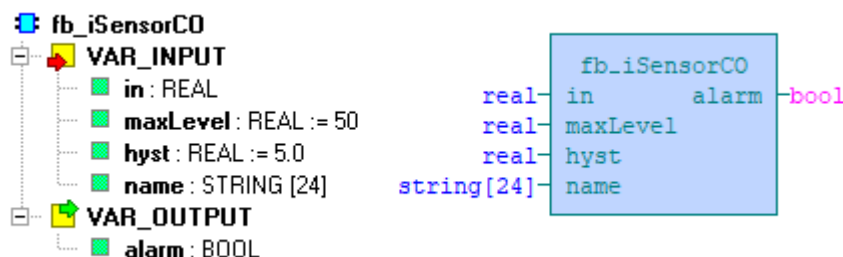 fb_iSensorCO
VAR_INPUT
in : REAL
maxLevel : REAL := 50
hyst : REAL := 5.0
name : STRING [24]
VAR_OUTPUT
alarm : BOOL
fb_iSensorCO
real in alarm bool
real maxLevel
real hyst
string[24] name